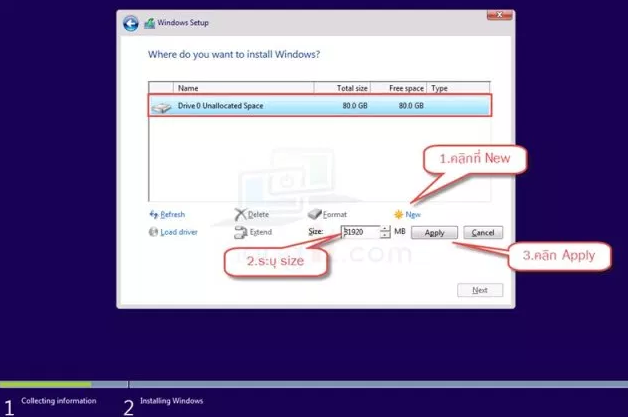 Windows Setup
Where do you want to install Windows?
Name Total size Free space Type
Drive 0 Unallocated Space 80.0 GB 80.0 GB
1.คลิกที่ New
Refresh Delete Format New
Load driver Extend Size: 81920 MB Apply Cancel
2.ระบุ size
3.คลิก Apply
Next
1 Collecting information 2 Installing Windows